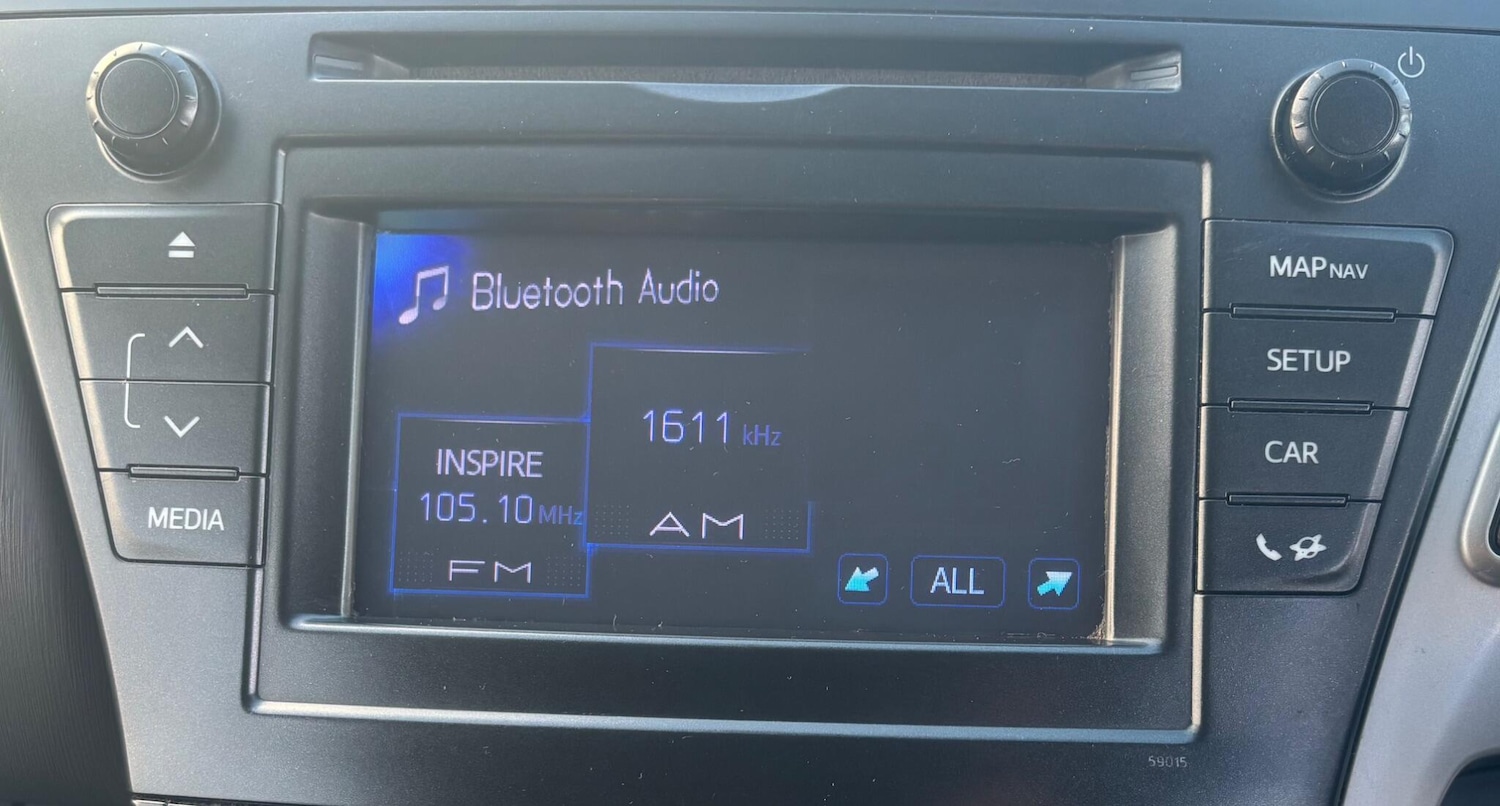 MAP NAV
Bluetooth Audio
SETUP
1611 kHz
CAR
INSPIRE
105.10 MHz
MEDIA
AM
FM
ALL
59015